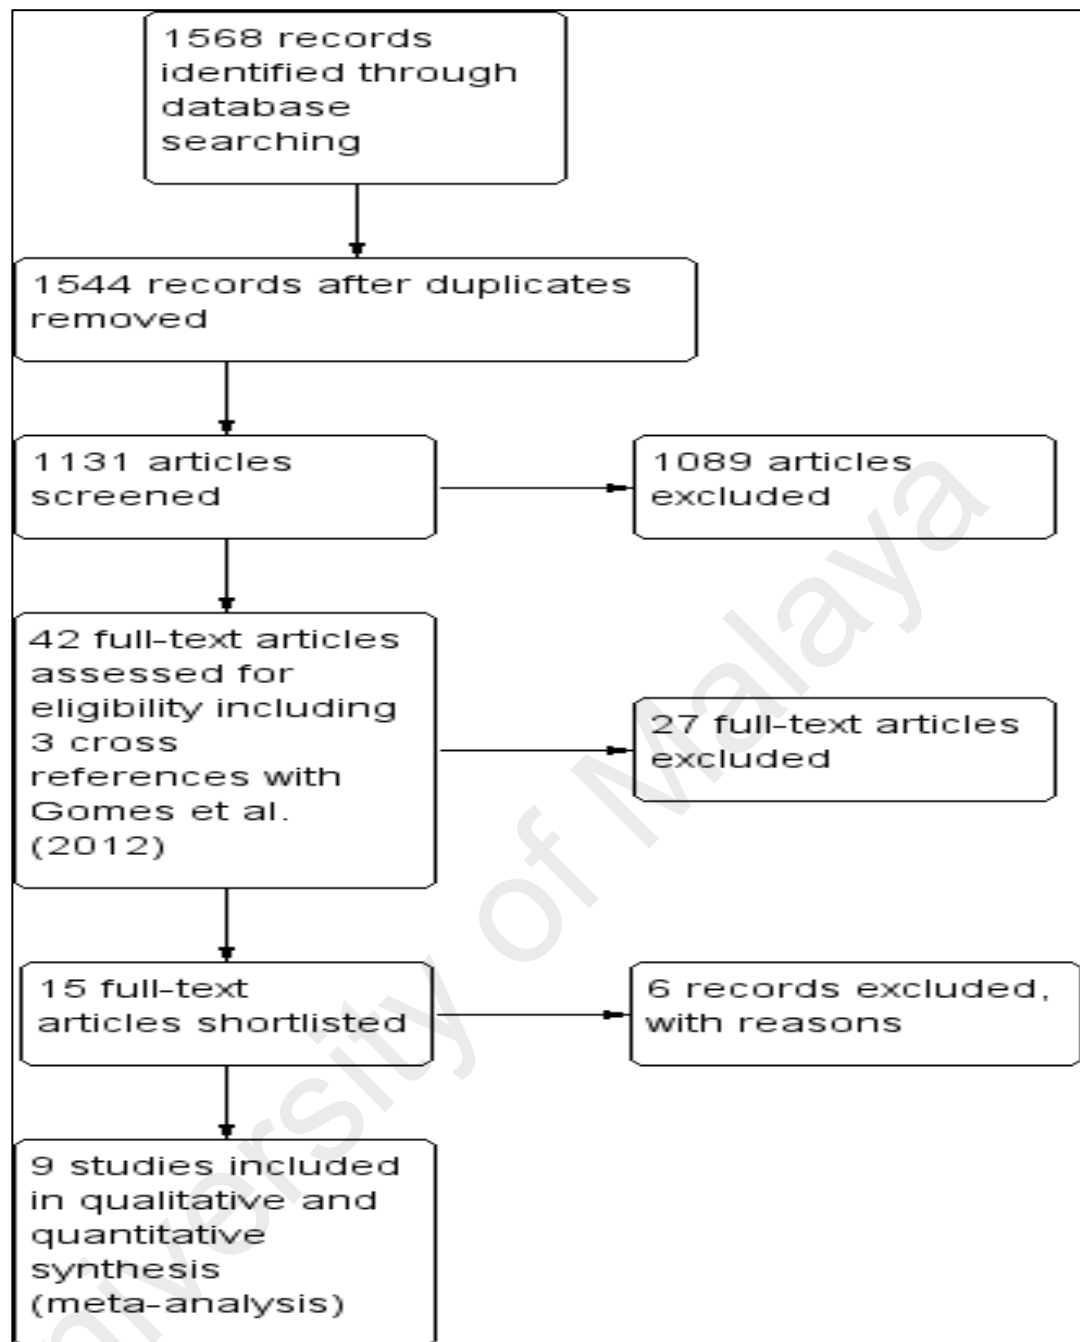 1568 records
identified through
database
searching
1544 records after duplicates
removed
1131 articles
screened
1089 articles
excluded
42 full-text articles
assessed for
eligibility including
3 cross
references with
Gomes et al.
(2012)
27 full-text articles
excluded
15 full-text
articles shortlisted
6 records excluded,
with reasons
9 studies included
in qualitative and
quantitative
synthesis
(meta-analysis)
University of Malaya